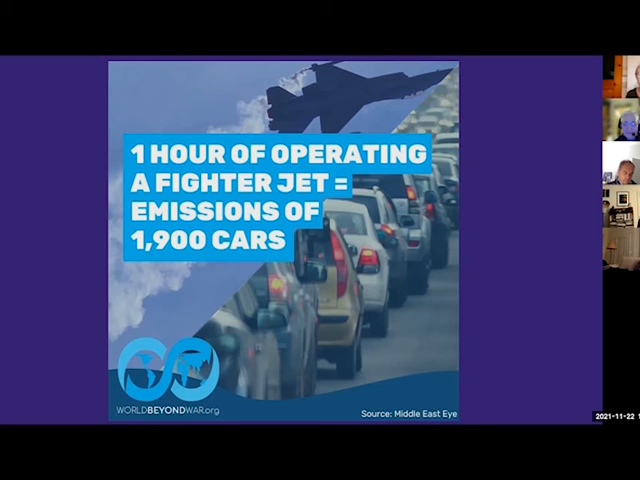 1 HOUR OF OPERATING
A FIGHTER JET =
EMISSIONS OF
1,900 CARS
WORLDBEYONDWAR.org
Source: Middle East Eye
2021-11-22 1